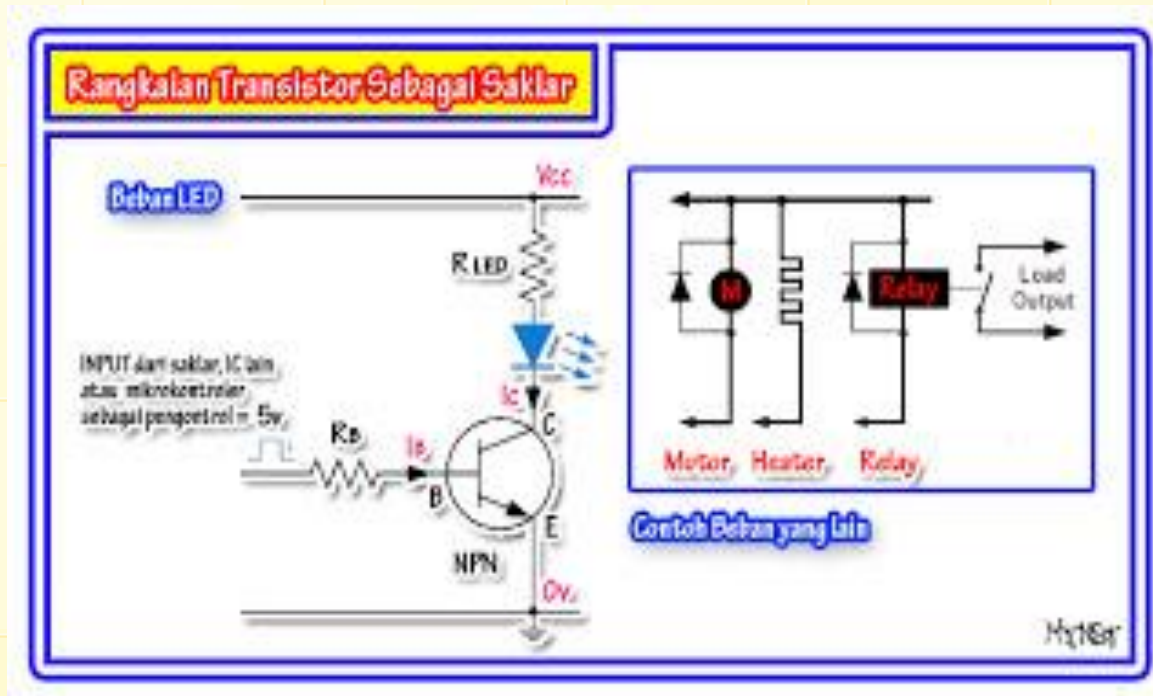 Rangkaian Transistor Sebagai Saklar
Beban LED
Vcc
R LED
INPUT dari saklar, IC lain
atau mikrokontroler
sebagai pengontrol = 5v
RB
IB
IC
C
B
E
NPN
0v
M
Relay
Load
Output
Motor
Heater
Relay
Contoh Beban yang lain